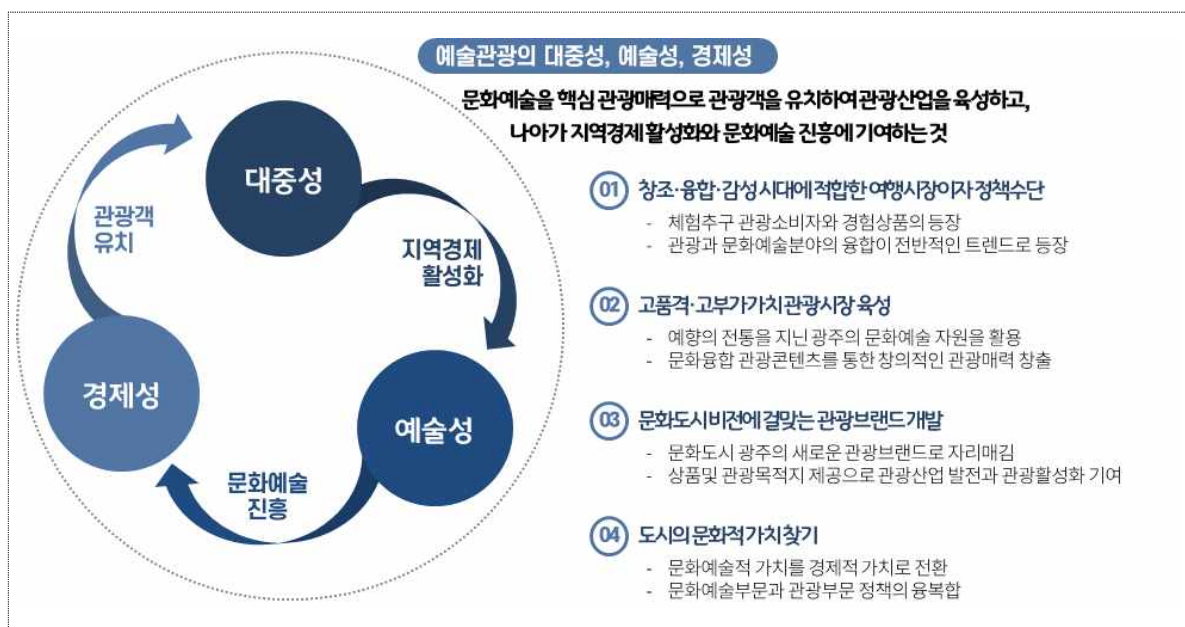 예술관광의 대중성, 예술성, 경제성
문화예술을 핵심 관광매력으로 관광객을 유치하여 관광산업을 육성하고,
나아가 지역경제 활성화와 문화예술 진흥에 기여하는 것
대중성
관광객
유치
지역경제
활성화
경제성
예술성
문화예술
진흥
01 창조·융합·감성 시대에 적합한 여행시장이자 정책수단
- 체험추구 관광소비자와 경험상품의 등장
- 관광과 문화예술분야의 융합이 전반적인 트렌드로 등장
02 고품격·고부가가치 관광시장 육성
- 예향의 전통을 지닌 광주의 문화예술 자원을 활용
- 문화융합 관광콘텐츠를 통한 창의적인 관광매력 창출
03 문화도시 비전에 걸맞는 관광브랜드 개발
- 문화도시 광주의 새로운 관광브랜드로 자리매김
- 상품및 관광목적지 제공으로 관광산업 발전과 관광활성화 기여
04 도시의 문화적 가치 찾기
- 문화예술적 가치를 경제적 가치로 전환
- 문화예술부문과 관광부문 정책의 융복합